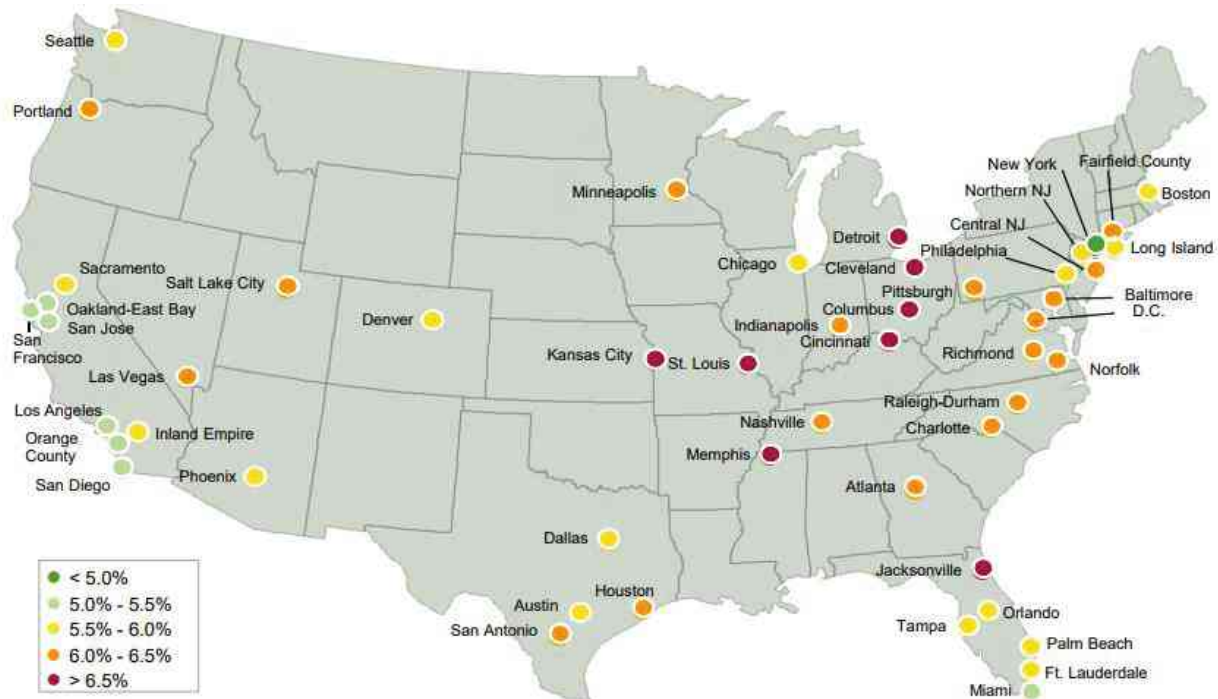 Seattle
Portland
Minneapolis
New York
Fairfield County
Northern NJ
Boston
Central NJ
Detroit
Philadelphia
Long Island
Chicago
Cleveland
Sacramento
Salt Lake City
Pittsburgh
Baltimore
Oakland-East Bay
Columbus
D.C.
San Jose
Denver
Indianapolis
Cincinnati
San
Francisco
Kansas City
St. Louis
Richmond
Norfolk
Las Vegas
Los Angeles
Raleigh-Durham
Inland Empire
Nashville
Charlotte
Orange
County
Memphis
San Diego
Phoenix
Atlanta
Dallas
Jacksonville
Houston
Austin
Orlando
San Antonio
Tampa
Palm Beach
Ft. Lauderdale
Miami
< 5.0%
5.0% - 5.5%
5.5% - 6.0%
6.0% - 6.5%
> 6.5%